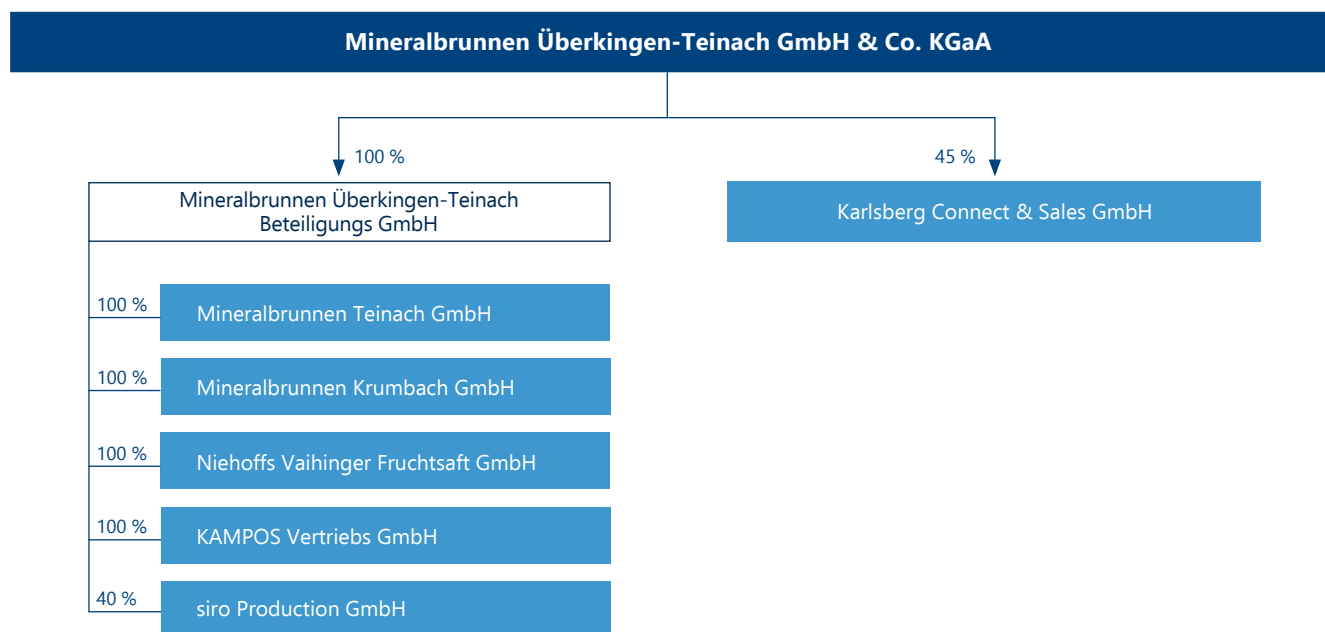 Mineralbrunnen Überkingen-Teinach GmbH & Co. KGaA
100 %
45 %
Mineralbrunnen Überkingen-Teinach
Beteiligungs GmbH
Karlsberg Connect & Sales GmbH
100 %
Mineralbrunnen Teinach GmbH
100 %
Mineralbrunnen Krumbach GmbH
100 %
Niehoffs Vaihinger Fruchtsaft GmbH
100 %
KAMPOS Vertriebs GmbH
40 %
siro Production GmbH